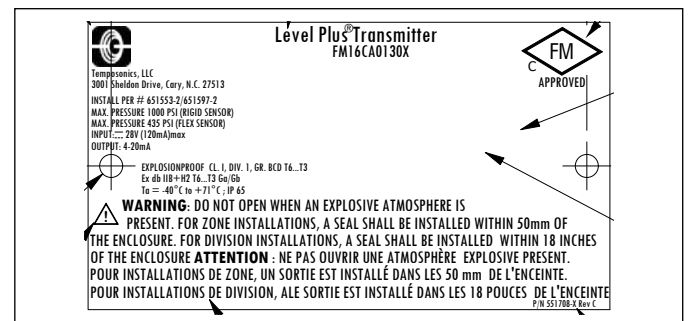 Level Plus® Transmitter
FM16CA0130X
FM
C
APPROVED
Temposonics, LLC
3001 Sheldon Drive, Cary, N.C. 27513
INSTALL PER # 651553-2/651597-2
MAX. PRESSURE 1000 PSI (RIGID SENSOR)
MAX. PRESSURE 435 PSI (FLEX SENSOR)
INPUT: ⎓ 28V (120mA)max
OUTPUT: 4-20mA
EXPLOSIONPROOF CL. I, DIV. 1, GR. BCD T6...T3
Ex db IIB+H2 T6...T3 Ga/Gb
Ta = -40°C to +71°C ; IP 65
WARNING: DO NOT OPEN WHEN AN EXPLOSIVE ATMOSPHERE IS
PRESENT. FOR ZONE INSTALLATIONS, A SEAL SHALL BE INSTALLED WITHIN 50mm OF
THE ENCLOSURE. FOR DIVISION INSTALLATIONS, A SEAL SHALL BE INSTALLED WITHIN 18 INCHES
OF THE ENCLOSURE ATTENTION : NE PAS OUVRIR UNE ATMOSPHÈRE EXPLOSIVE PRESENT.
POUR INSTALLATIONS DE ZONE, UN SORTIE EST INSTALLÉ DANS LES 50 mm DE L'ENCEINTE.
POUR INSTALLATIONS DE DIVISION, ALE SORTIE EST INSTALLÉ DANS LES 18 POUCES DE L'ENCEINTE
P/N 551708-X Rev C